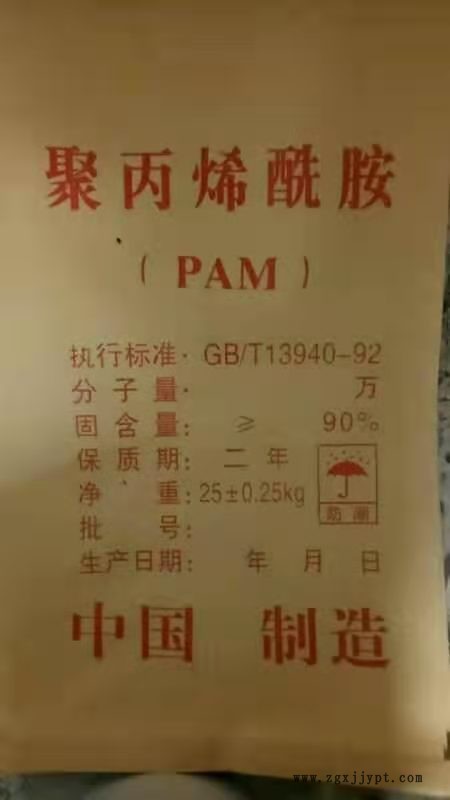 聚丙烯酰胺
(PAM)
执行标准: GB/T13940-92
分子量: 万
固含量: ≥ 90%
保质期: 二年
净重: 25±0.25kg
防潮
批号:
生产日期: 年 月 日
中国 制造
www.zgxjjypt.com